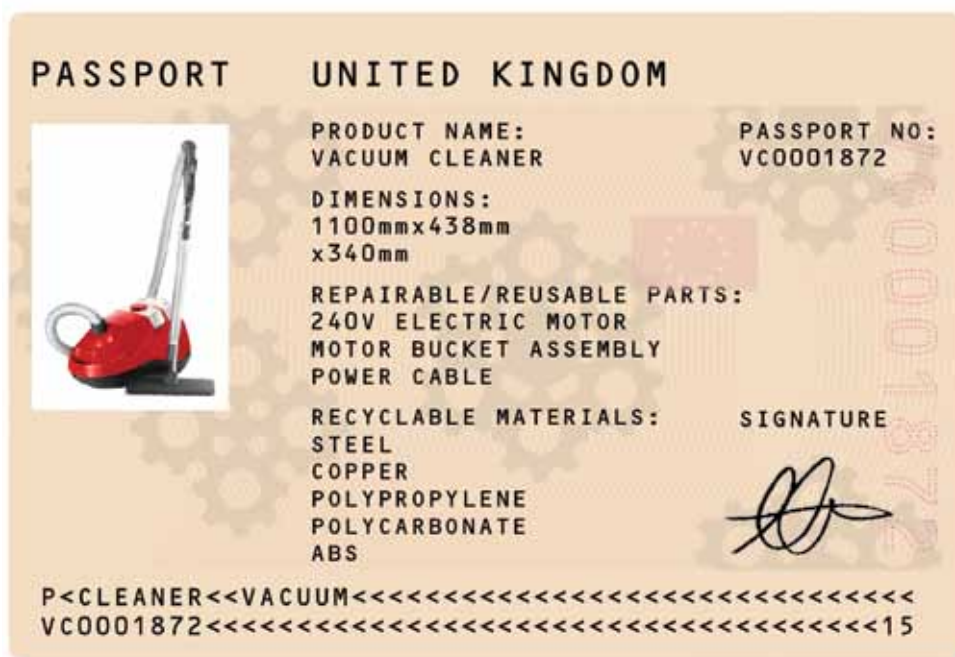 PASSPORT
UNITED KINGDOM
PRODUCT NAME:
VACUUM CLEANER
PASSPORT NO:
VC0001872
DIMENSIONS:
1100mmx438mm
x340mm
REPAIRABLE/REUSABLE PARTS:
240V ELECTRIC MOTOR
MOTOR BUCKET ASSEMBLY
POWER CABLE
RECYCLABLE MATERIALS:
STEEL
COPPER
POLYPROPYLENE
POLYCARBONATE
ABS
SIGNATURE
VC0001872
P<CLEANER<<VACUUM<<<<<<<<<<<<<<<<<<<<<<<<<<<<<<<
VC0001872<<<<<<<<<<<<<<<<<<<<<<<<<<<<<<<<<<<<<15